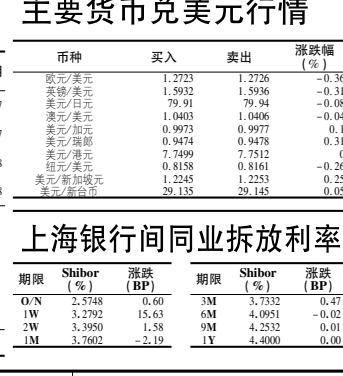 主要货币兑美元行情
币种 买入 卖出 涨跌幅(%)
欧元/美元 1.2723 1.2726 -0.36
英镑/美元 1.5932 1.5936 -0.31
美元/日元 79.91 79.94 -0.08
澳元/美元 1.0403 1.0406 -0.04
美元/加元 0.9973 0.9977 0.1
美元/瑞郎 0.9474 0.9478 0.31
美元/港元 7.7499 7.7512 0
纽元/美元 0.8158 0.8161 -0.26
美元/新加坡元 1.2245 1.2253 0.25
美元/新台币 29.135 29.145 0.05
上海银行间同业拆放利率
期限 Shibor(%) 涨跌(BP) 期限 Shibor(%) 涨跌(BP)
O/N 2.5748 0.60 3M 3.7332 0.47
1W 3.2792 15.63 6M 4.0951 -0.02
2W 3.3950 1.58 9M 4.2532 0.01
1M 3.7602 -2.19 1Y 4.4000 0.00